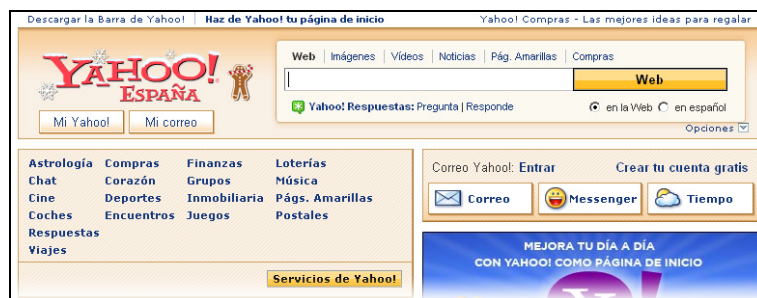 Descargar la Barra de Yahoo! Haz de Yahoo! tu página de inicio Yahoo! Compras - Las mejores ideas para regalar
YAHOO!
ESPAÑA
Mi Yahoo! Mi correo
Web Imágenes Vídeos Noticias Pág. Amarillas Compras
Web
Yahoo! Respuestas: Pregunta | Responde en la Web en español
Opciones
Astrología Compras Finanzas Loterías
Chat Corazón Grupos Música
Cine Deportes Inmobiliaria Págs. Amarillas
Coches Encuentros Juegos Postales
Respuestas
Viajes
Servicios de Yahoo!
Correo Yahoo!: Entrar Crear tu cuenta gratis
Correo Messenger Tiempo
MEJORA TU DÍA A DÍA
CON YAHOO! COMO PÁGINA DE INICIO